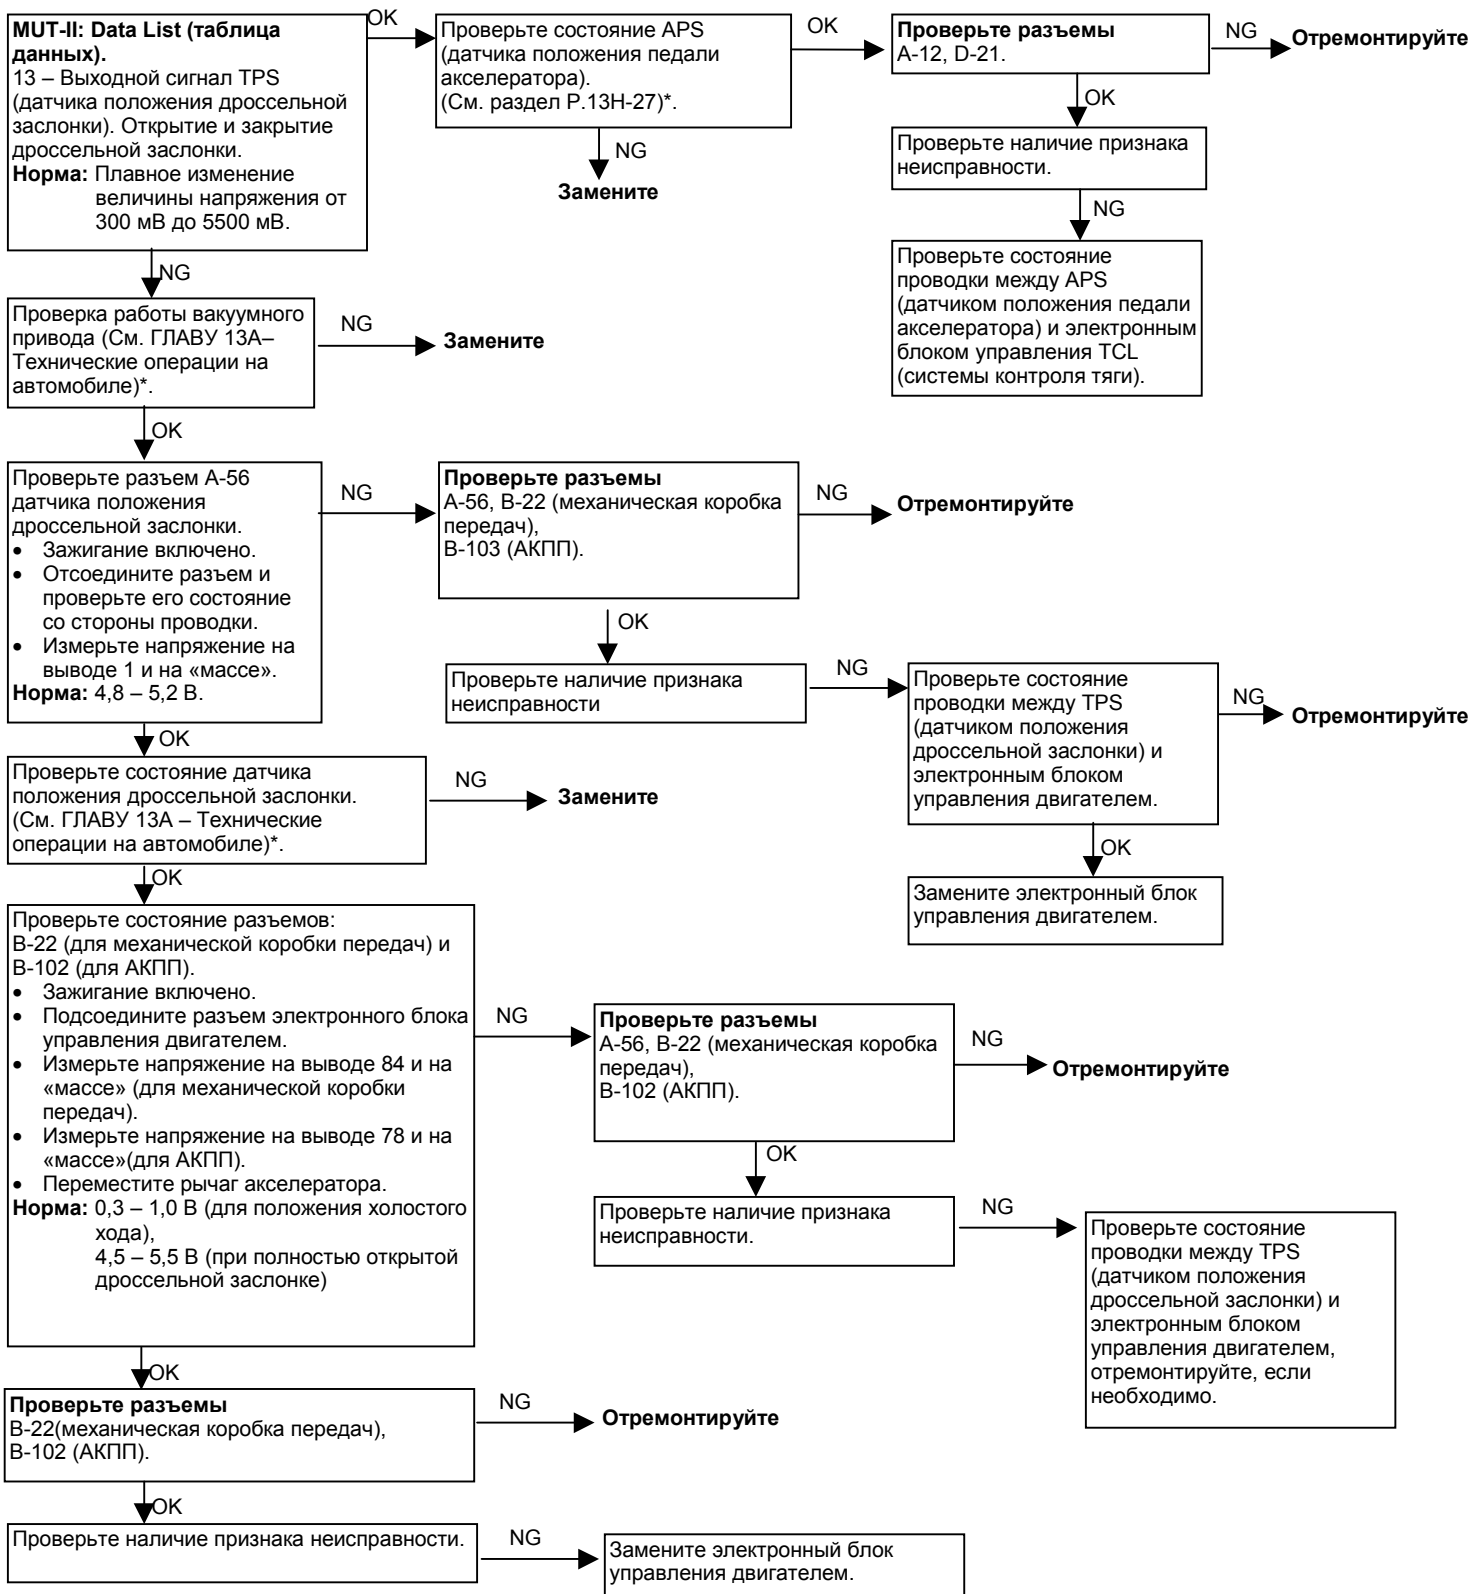 MUT-II: Data List (таблица
данных).
13 – Выходной сигнал TPS
(датчика положения дроссельной
заслонки). Открытие и закрытие
дроссельной заслонки.
Норма: Плавное изменение
величины напряжения от
300 мВ до 5500 мВ.
OK
Проверьте состояние APS
(датчика положения педали
акселератора).
(См. раздел P.13H-27)*.
OK
Проверьте разъемы
A-12, D-21.
NG
Отремонтируйте
NG
Замените
OK
Проверьте наличие признака
неисправности.
NG
Проверьте состояние
проводки между APS
(датчиком положения педали
акселератора) и электронным
блоком управления TCL
(системы контроля тяги).
NG
Проверка работы вакуумного
привода (См. ГЛАВУ 13А–
Технические операции на
автомобиле)*.
NG
Замените
OK
Проверьте разъем А-56
датчика положения
дроссельной заслонки.
• Зажигание включено.
• Отсоедините разъем и
проверьте его состояние
со стороны проводки.
• Измерьте напряжение на
выводе 1 и на «массе».
Норма: 4,8 – 5,2 В.
NG
Проверьте разъемы
А-56, В-22 (механическая коробка
передач),
В-103 (АКПП).
NG
Отремонтируйте
OK
Проверьте наличие признака
неисправности
NG
Проверьте состояние
проводки между TPS
(датчиком положения
дроссельной заслонки) и
электронным блоком
управления двигателем.
NG
Отремонтируйте
OK
Замените электронный блок
управления двигателем.
OK
Проверьте состояние датчика
положения дроссельной заслонки.
(См. ГЛАВУ 13А – Технические
операции на автомобиле)*.
NG
Замените
OK
Проверьте состояние разъемов:
В-22 (для механической коробки передач) и
В-102 (для АКПП).
• Зажигание включено.
• Подсоедините разъем электронного блока
управления двигателем.
• Измерьте напряжение на выводе 84 и на
«массе» (для механической коробки
передач).
• Измерьте напряжение на выводе 78 и на
«массе»(для АКПП).
• Переместите рычаг акселератора.
Норма: 0,3 – 1,0 В (для положения холостого
хода),
4,5 – 5,5 В (при полностью открытой
дроссельной заслонке)
NG
Проверьте разъемы
А-56, В-22 (механическая коробка
передач),
В-102 (АКПП).
NG
Отремонтируйте
OK
Проверьте наличие признака
неисправности.
NG
Проверьте состояние
проводки между TPS
(датчиком положения
дроссельной заслонки) и
электронным блоком
управления двигателем,
отремонтируйте, если
необходимо.
OK
Проверьте разъемы
В-22(механическая коробка передач),
В-102 (АКПП).
NG
Отремонтируйте
OK
Проверьте наличие признака неисправности.
NG
Замените электронный блок
управления двигателем.